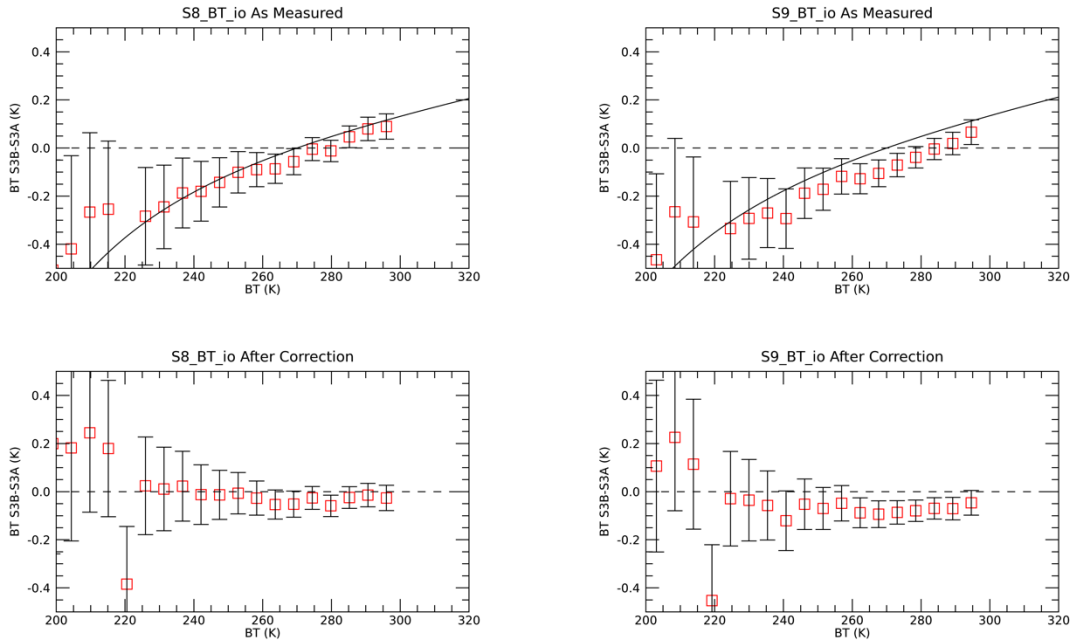 S8_BT_io As Measured
0.4
0.2
0.0
-0.2
-0.4
BT S3B-S3A (K)
200 220 240 260 280 300 320
BT (K)
S9_BT_io As Measured
0.4
0.2
0.0
-0.2
-0.4
BT S3B-S3A (K)
200 220 240 260 280 300 320
BT (K)
S8_BT_io After Correction
0.4
0.2
0.0
-0.2
-0.4
BT S3B-S3A (K)
200 220 240 260 280 300 320
BT (K)
S9_BT_io After Correction
0.4
0.2
0.0
-0.2
-0.4
BT S3B-S3A (K)
200 220 240 260 280 300 320
BT (K)